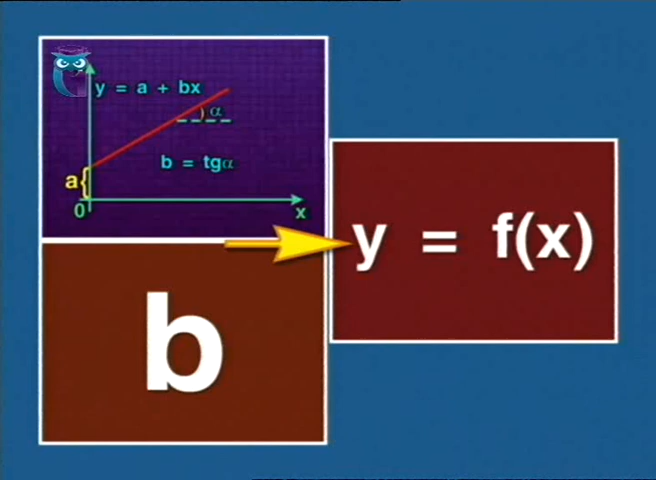 y = a + bx
α
b = tgα
a{
0
x
b
y = f(x)